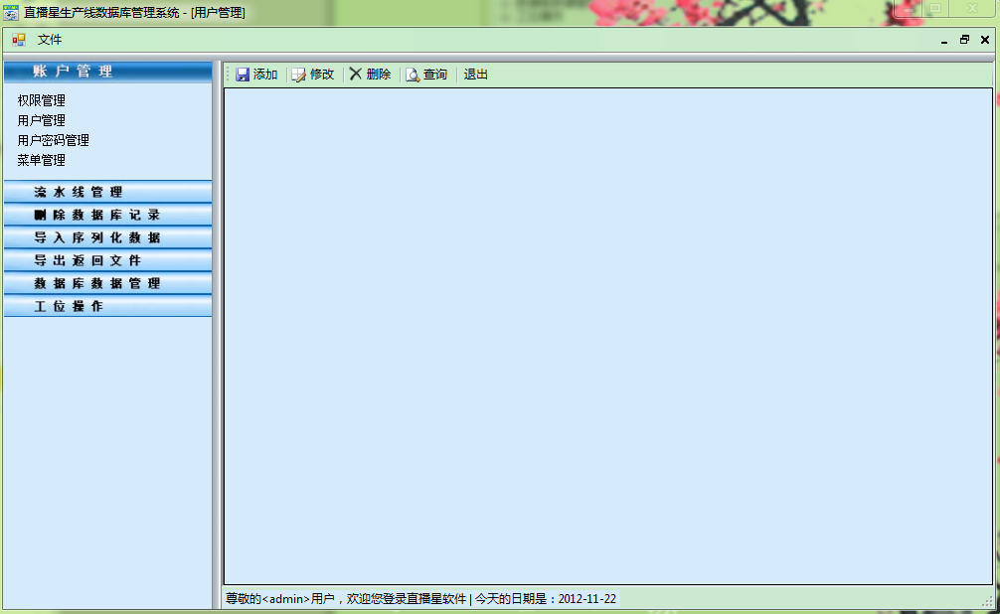 直播星生产线数据库管理系统 - [用户管理]
文件
账户管理
权限管理
用户管理
用户密码管理
菜单管理
流水线管理
删除数据库记录
导入序列化数据
导出返回文件
数据库数据管理
工位操作
添加 修改 删除 查询 退出
尊敬的<admin>用户，欢迎您登录直播星软件 | 今天的日期是：2012-11-22